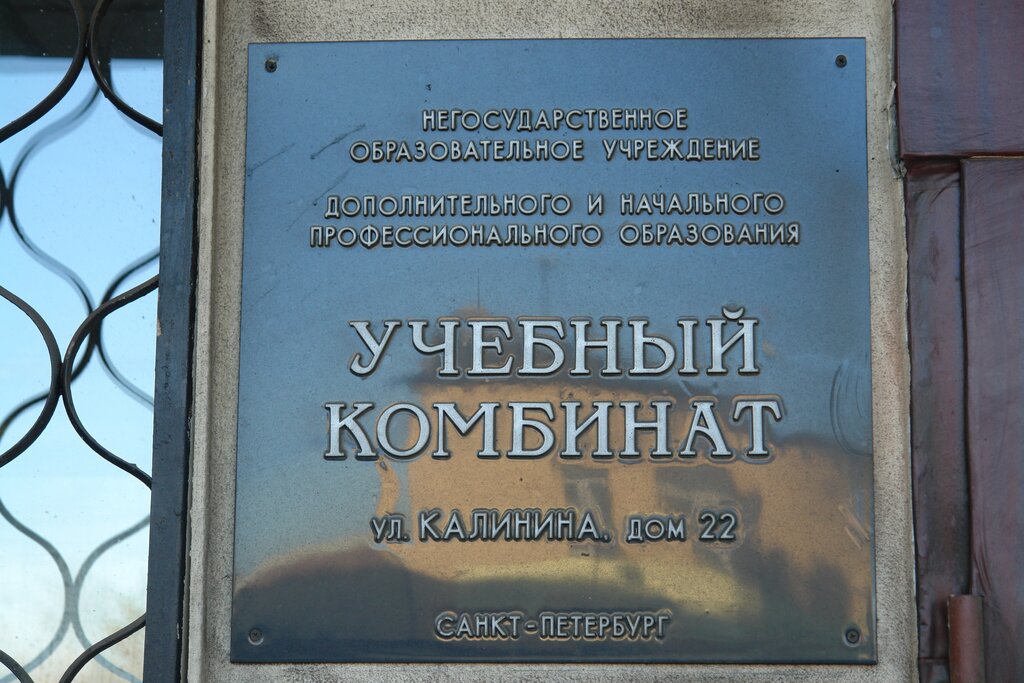 НЕГОСУДАРСТВЕННОЕ
ОБРАЗОВАТЕЛЬНОЕ УЧРЕЖДЕНИЕ
ДОПОЛНИТЕЛЬНОГО И НАЧАЛЬНОГО
ПРОФЕССИОНАЛЬНОГО ОБРАЗОВАНИЯ
УЧЕБНЫЙ
КОМБИНАТ
УЛ. КАЛИНИНА, ДОМ 22
САНКТ-ПЕТЕРБУРГ